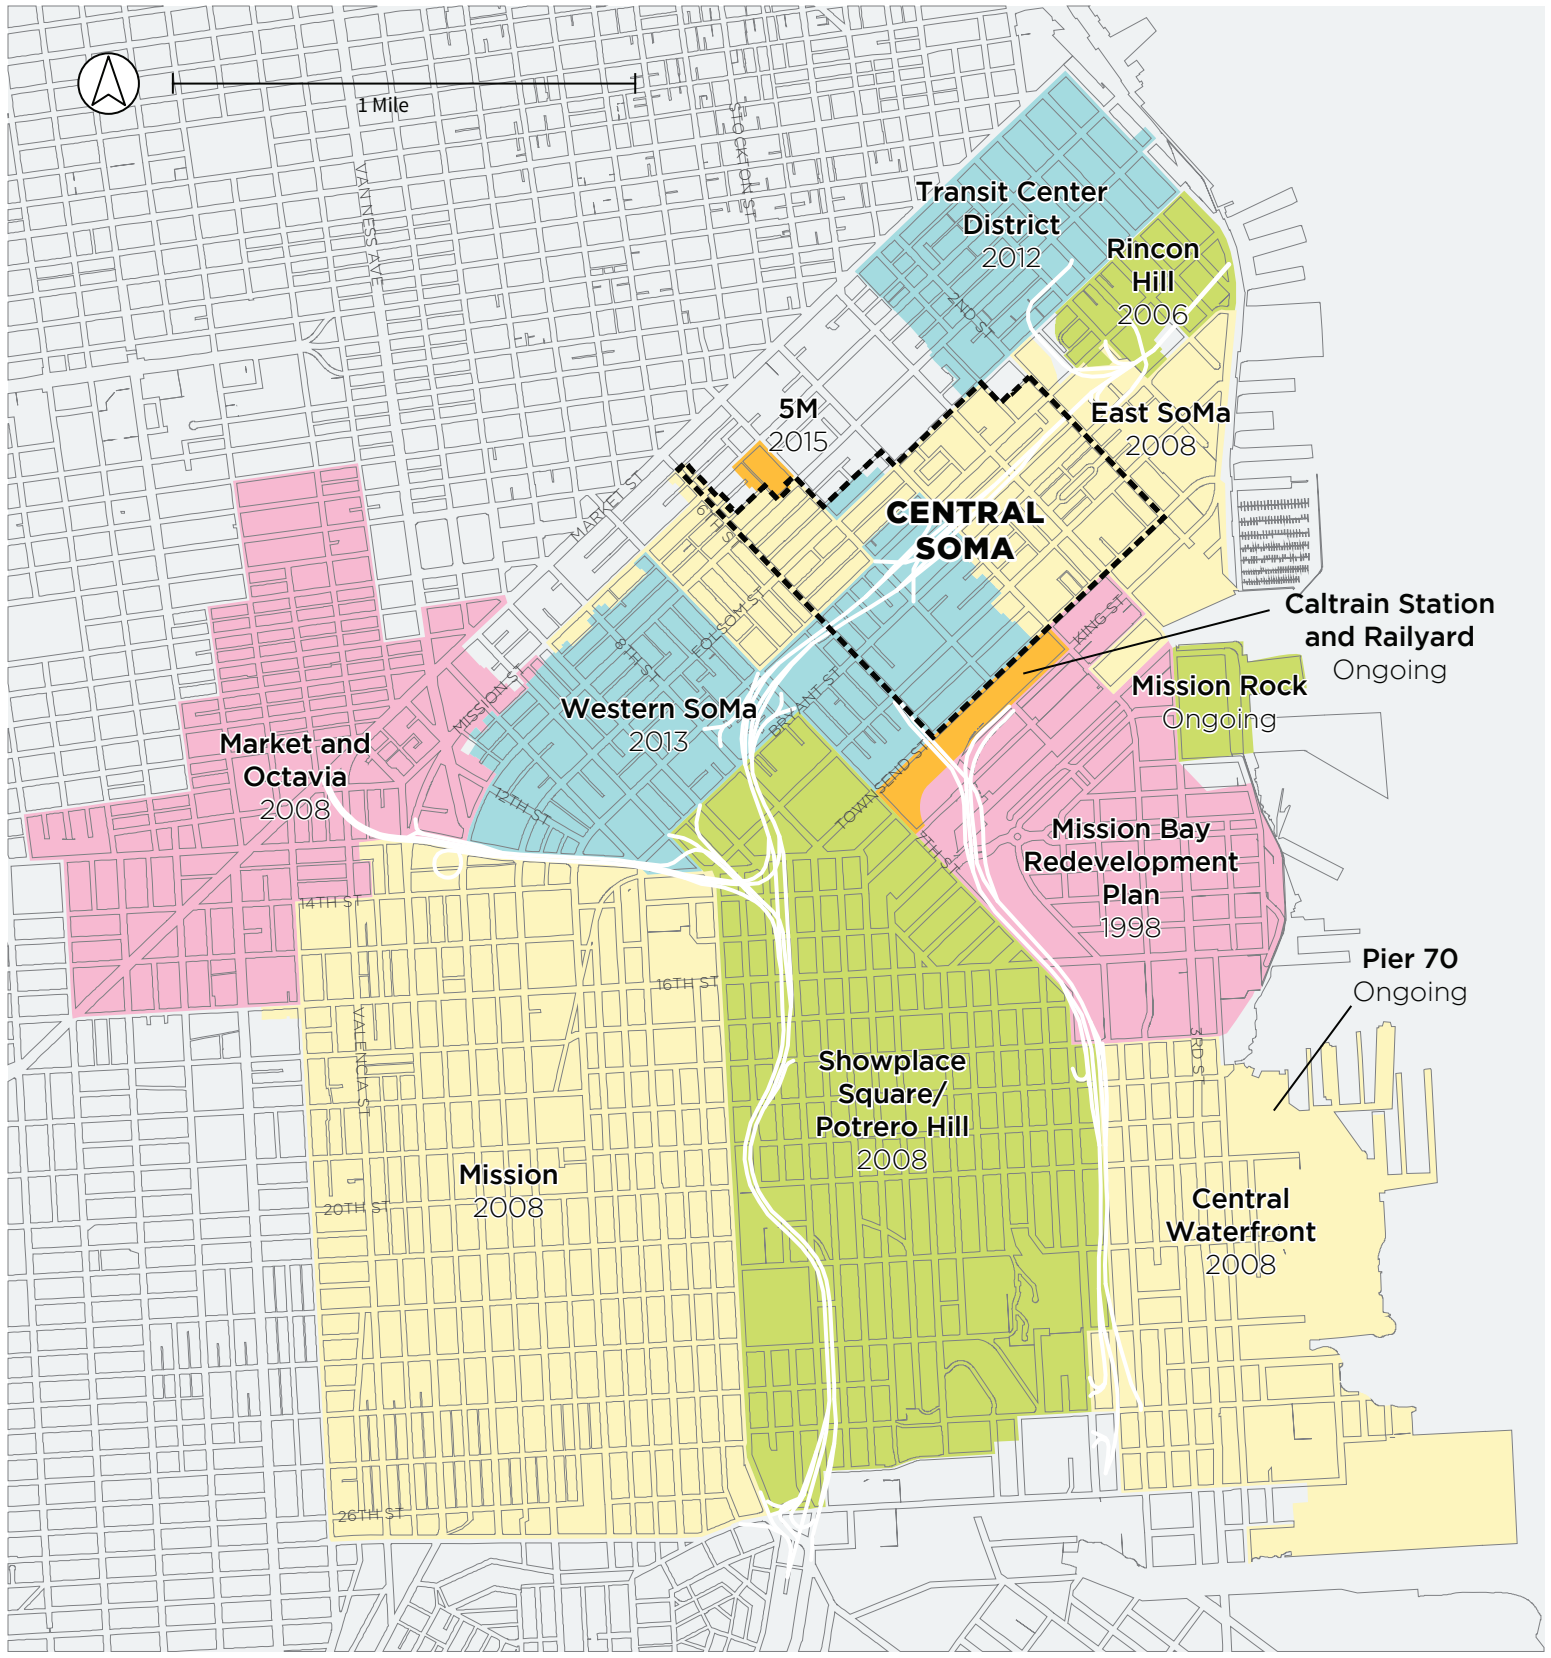 1 Mile
STOCKTON ST
VAN NESS AVE
Transit Center
District
2012
Rincon
Hill
2006
2ND ST
5M
2015
East SoMa
2008
MARKET ST
6TH ST
CENTRAL
SOMA
Caltrain Station
and Railyard
Ongoing
KING ST
FOLSOM ST
8TH ST
Mission Rock
Ongoing
MISSION ST
Western SoMa
2013
BRYANT ST
Market and
Octavia
2008
12TH ST
TOWNSEND ST
7TH ST
Mission Bay
Redevelopment
Plan
1998
14TH ST
16TH ST
Pier 70
Ongoing
VALENCIA ST
3RD ST
Showplace
Square/
Potrero Hill
2008
Mission
2008
20TH ST
Central
Waterfront
2008
26TH ST